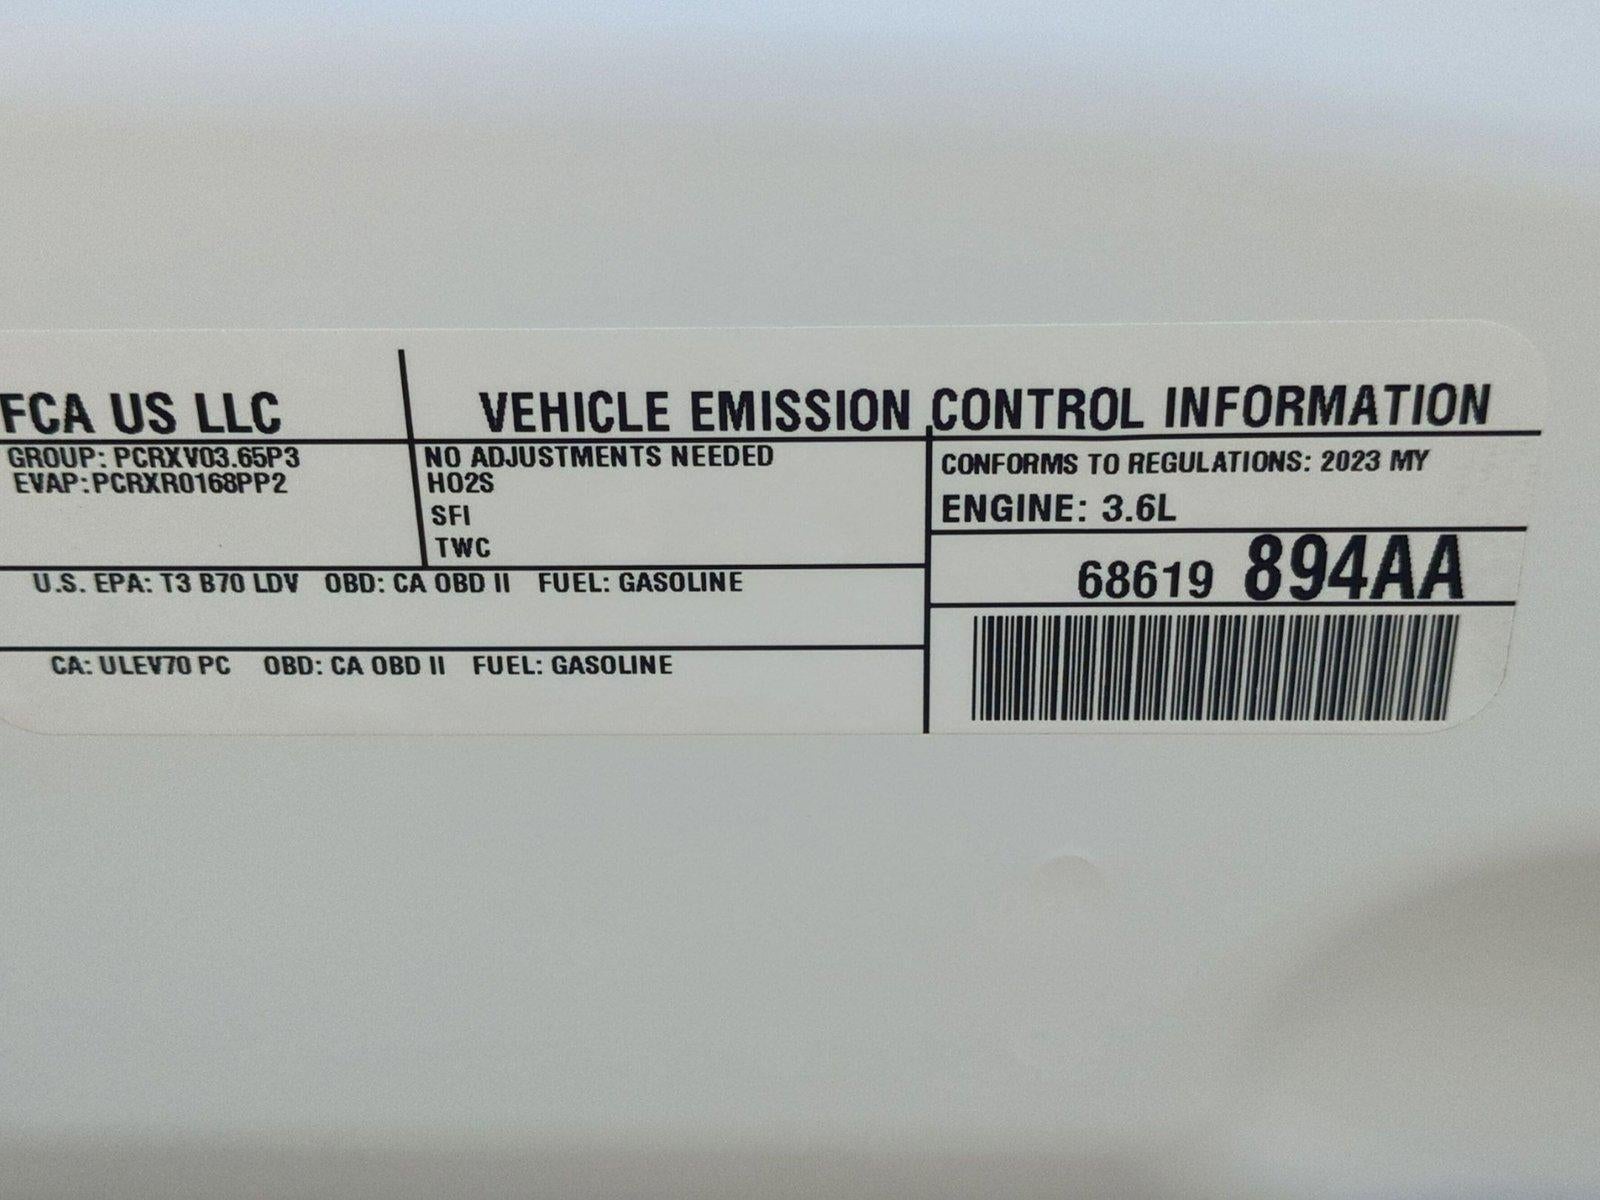 FCA US LLC
VEHICLE EMISSION CONTROL INFORMATION
GROUP: PCRXV03.65P3
EVAP: PCRXR0168PP2
NO ADJUSTMENTS NEEDED
HO2S
SFI
TWC
CONFORMS TO REGULATIONS: 2023 MY
ENGINE: 3.6L
68619 894AA
U.S. EPA: T3 B70 LDV OBD: CA OBD II FUEL: GASOLINE
CA: ULEV70 PC OBD: CA OBD II FUEL: GASOLINE